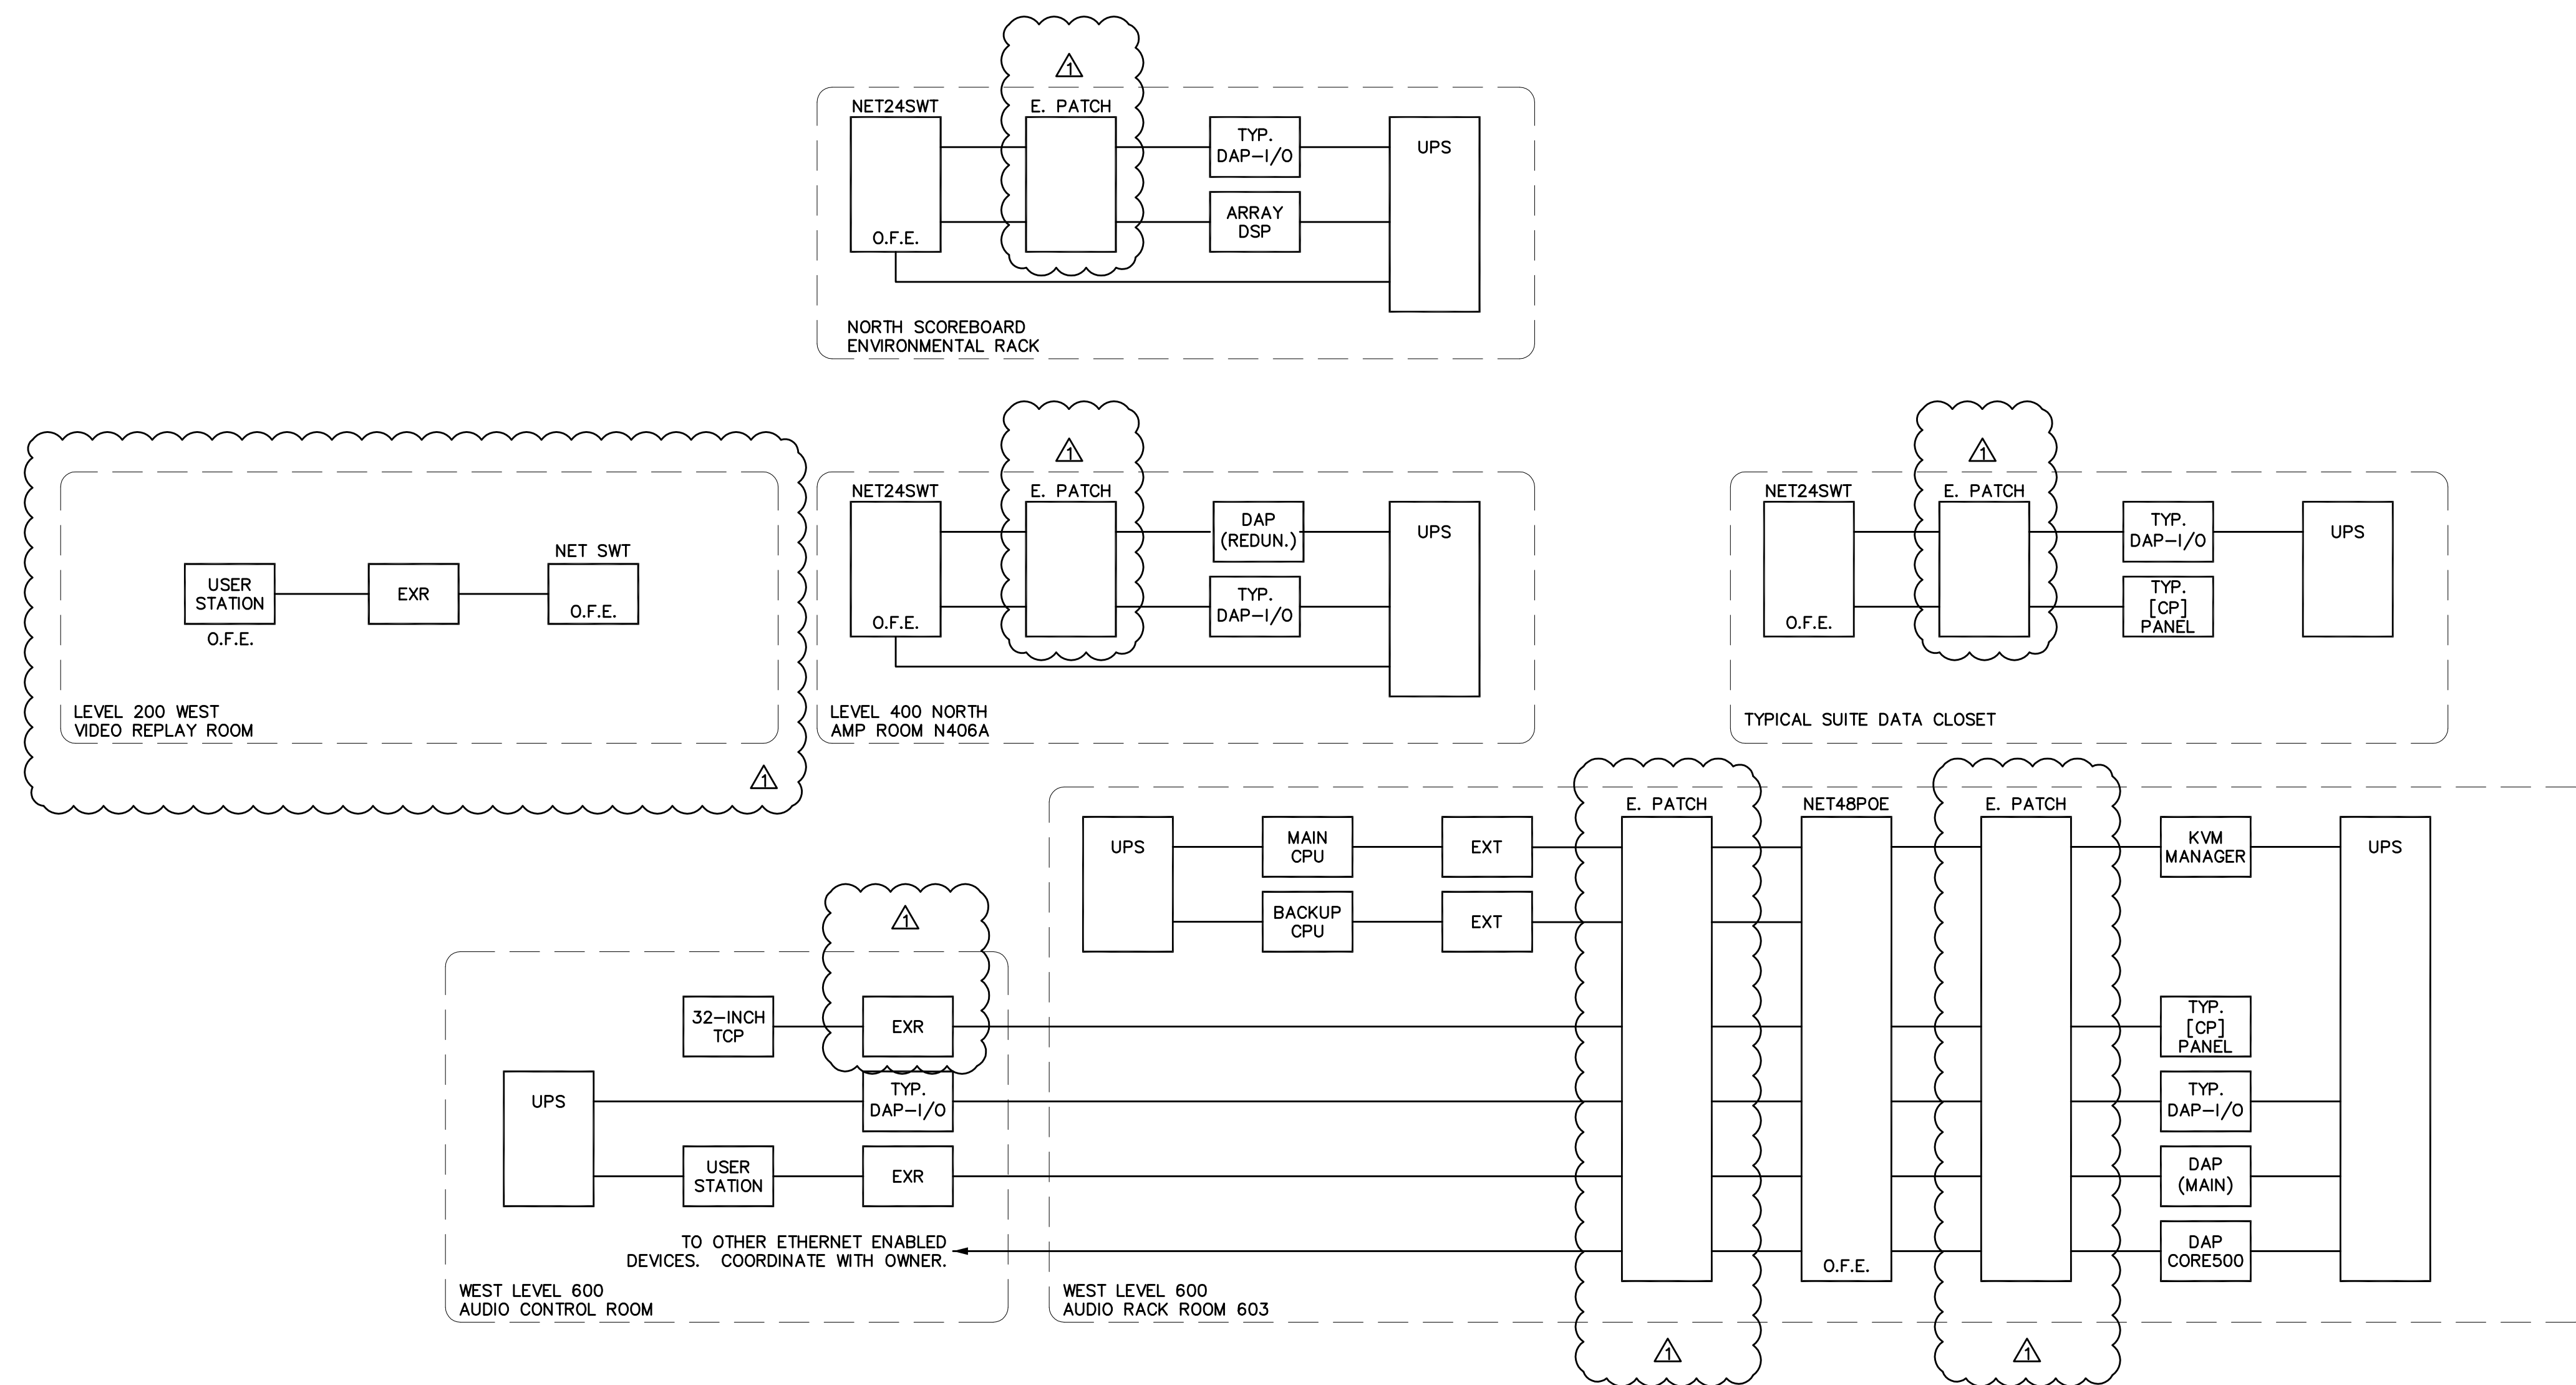 1
NET24SWT
E. PATCH
TYP.
DAP-I/O
UPS
ARRAY
DSP
O.F.E.
NORTH SCOREBOARD
ENVIRONMENTAL RACK
USER
STATION
O.F.E.
EXR
NET SWT
O.F.E.
LEVEL 200 WEST
VIDEO REPLAY ROOM
1
1
NET24SWT
E. PATCH
DAP
(REDUN.)
UPS
TYP.
DAP-I/O
O.F.E.
LEVEL 400 NORTH
AMP ROOM N406A
1
NET24SWT
E. PATCH
TYP.
DAP-I/O
UPS
TYP.
[CP]
PANEL
O.F.E.
TYPICAL SUITE DATA CLOSET
1
32-INCH
TCP
EXR
UPS
TYP.
DAP-I/O
USER
STATION
EXR
TO OTHER ETHERNET ENABLED
DEVICES. COORDINATE WITH OWNER.
WEST LEVEL 600
AUDIO CONTROL ROOM
E. PATCH
NET48POE
E. PATCH
UPS
MAIN
CPU
EXT
KVM
MANAGER
UPS
BACKUP
CPU
EXT
TYP.
[CP]
PANEL
TYP.
DAP-I/O
DAP
(MAIN)
DAP
CORE500
O.F.E.
WEST LEVEL 600
AUDIO RACK ROOM 603
1
1